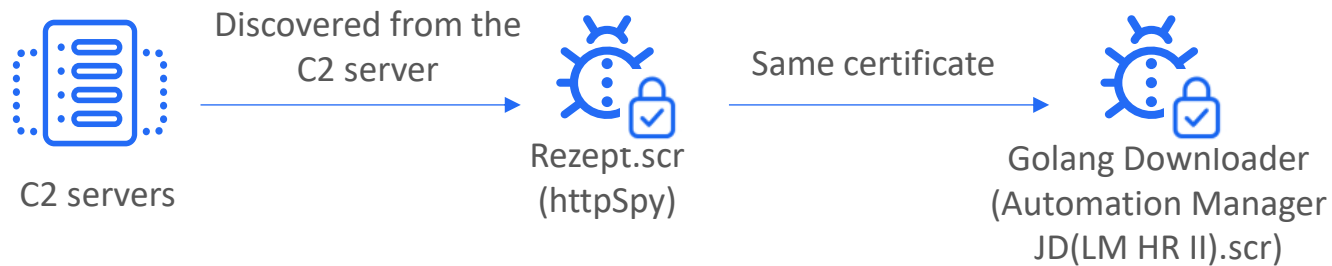 Discovered from the
C2 server
Same certificate
C2 servers
Rezept.scr
(httpSpy)
Golang Downloader
(Automation Manager
JD(LM HR II).scr)